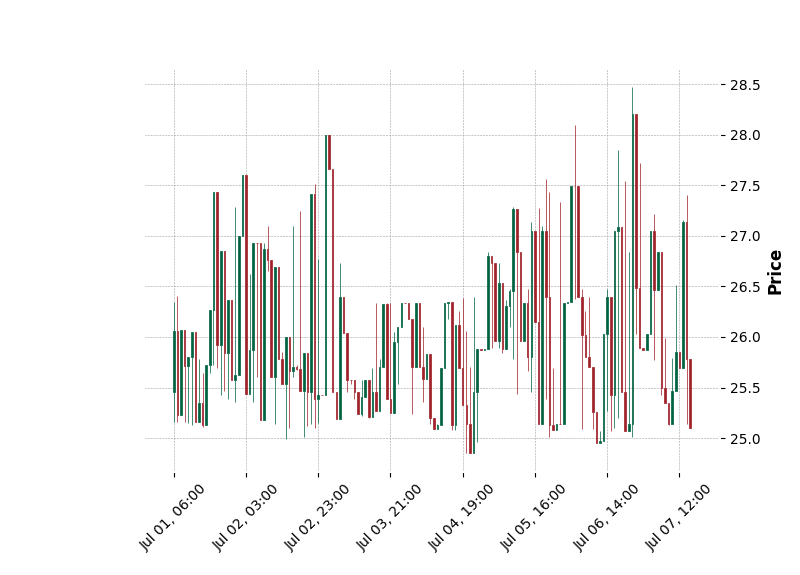 28.5
28.0
27.5
27.0
26.5
26.0
25.5
25.0
Price
Jul 01, 06:00
Jul 02, 03:00
Jul 02, 23:00
Jul 03, 21:00
Jul 04, 19:00
Jul 05, 16:00
Jul 06, 14:00
Jul 07, 12:00